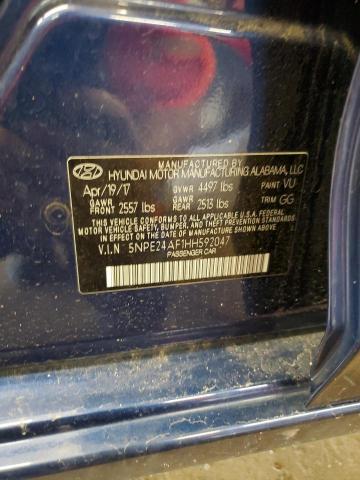 MANUFACTURED BY
HYUNDAI MOTOR MANUFACTURING ALABAMA, LLC
Apr/19/17 GVWR 4497 lbs PAINT VU
GAWR FRONT 2557 lbs GAWR REAR 2513 lbs TRIM GG
THIS VEHICLE CONFORMS TO ALL APPLICABLE FEDERAL
MOTOR VEHICLE SAFETY, BUMPER, AND THEFT PREVENTION
STANDARDS IN EFFECT ON THE DATE OF MANUFACTURE SHOWN ABOVE.
V.I.N 5NPE24AF1HH592047
PASSENGER CAR